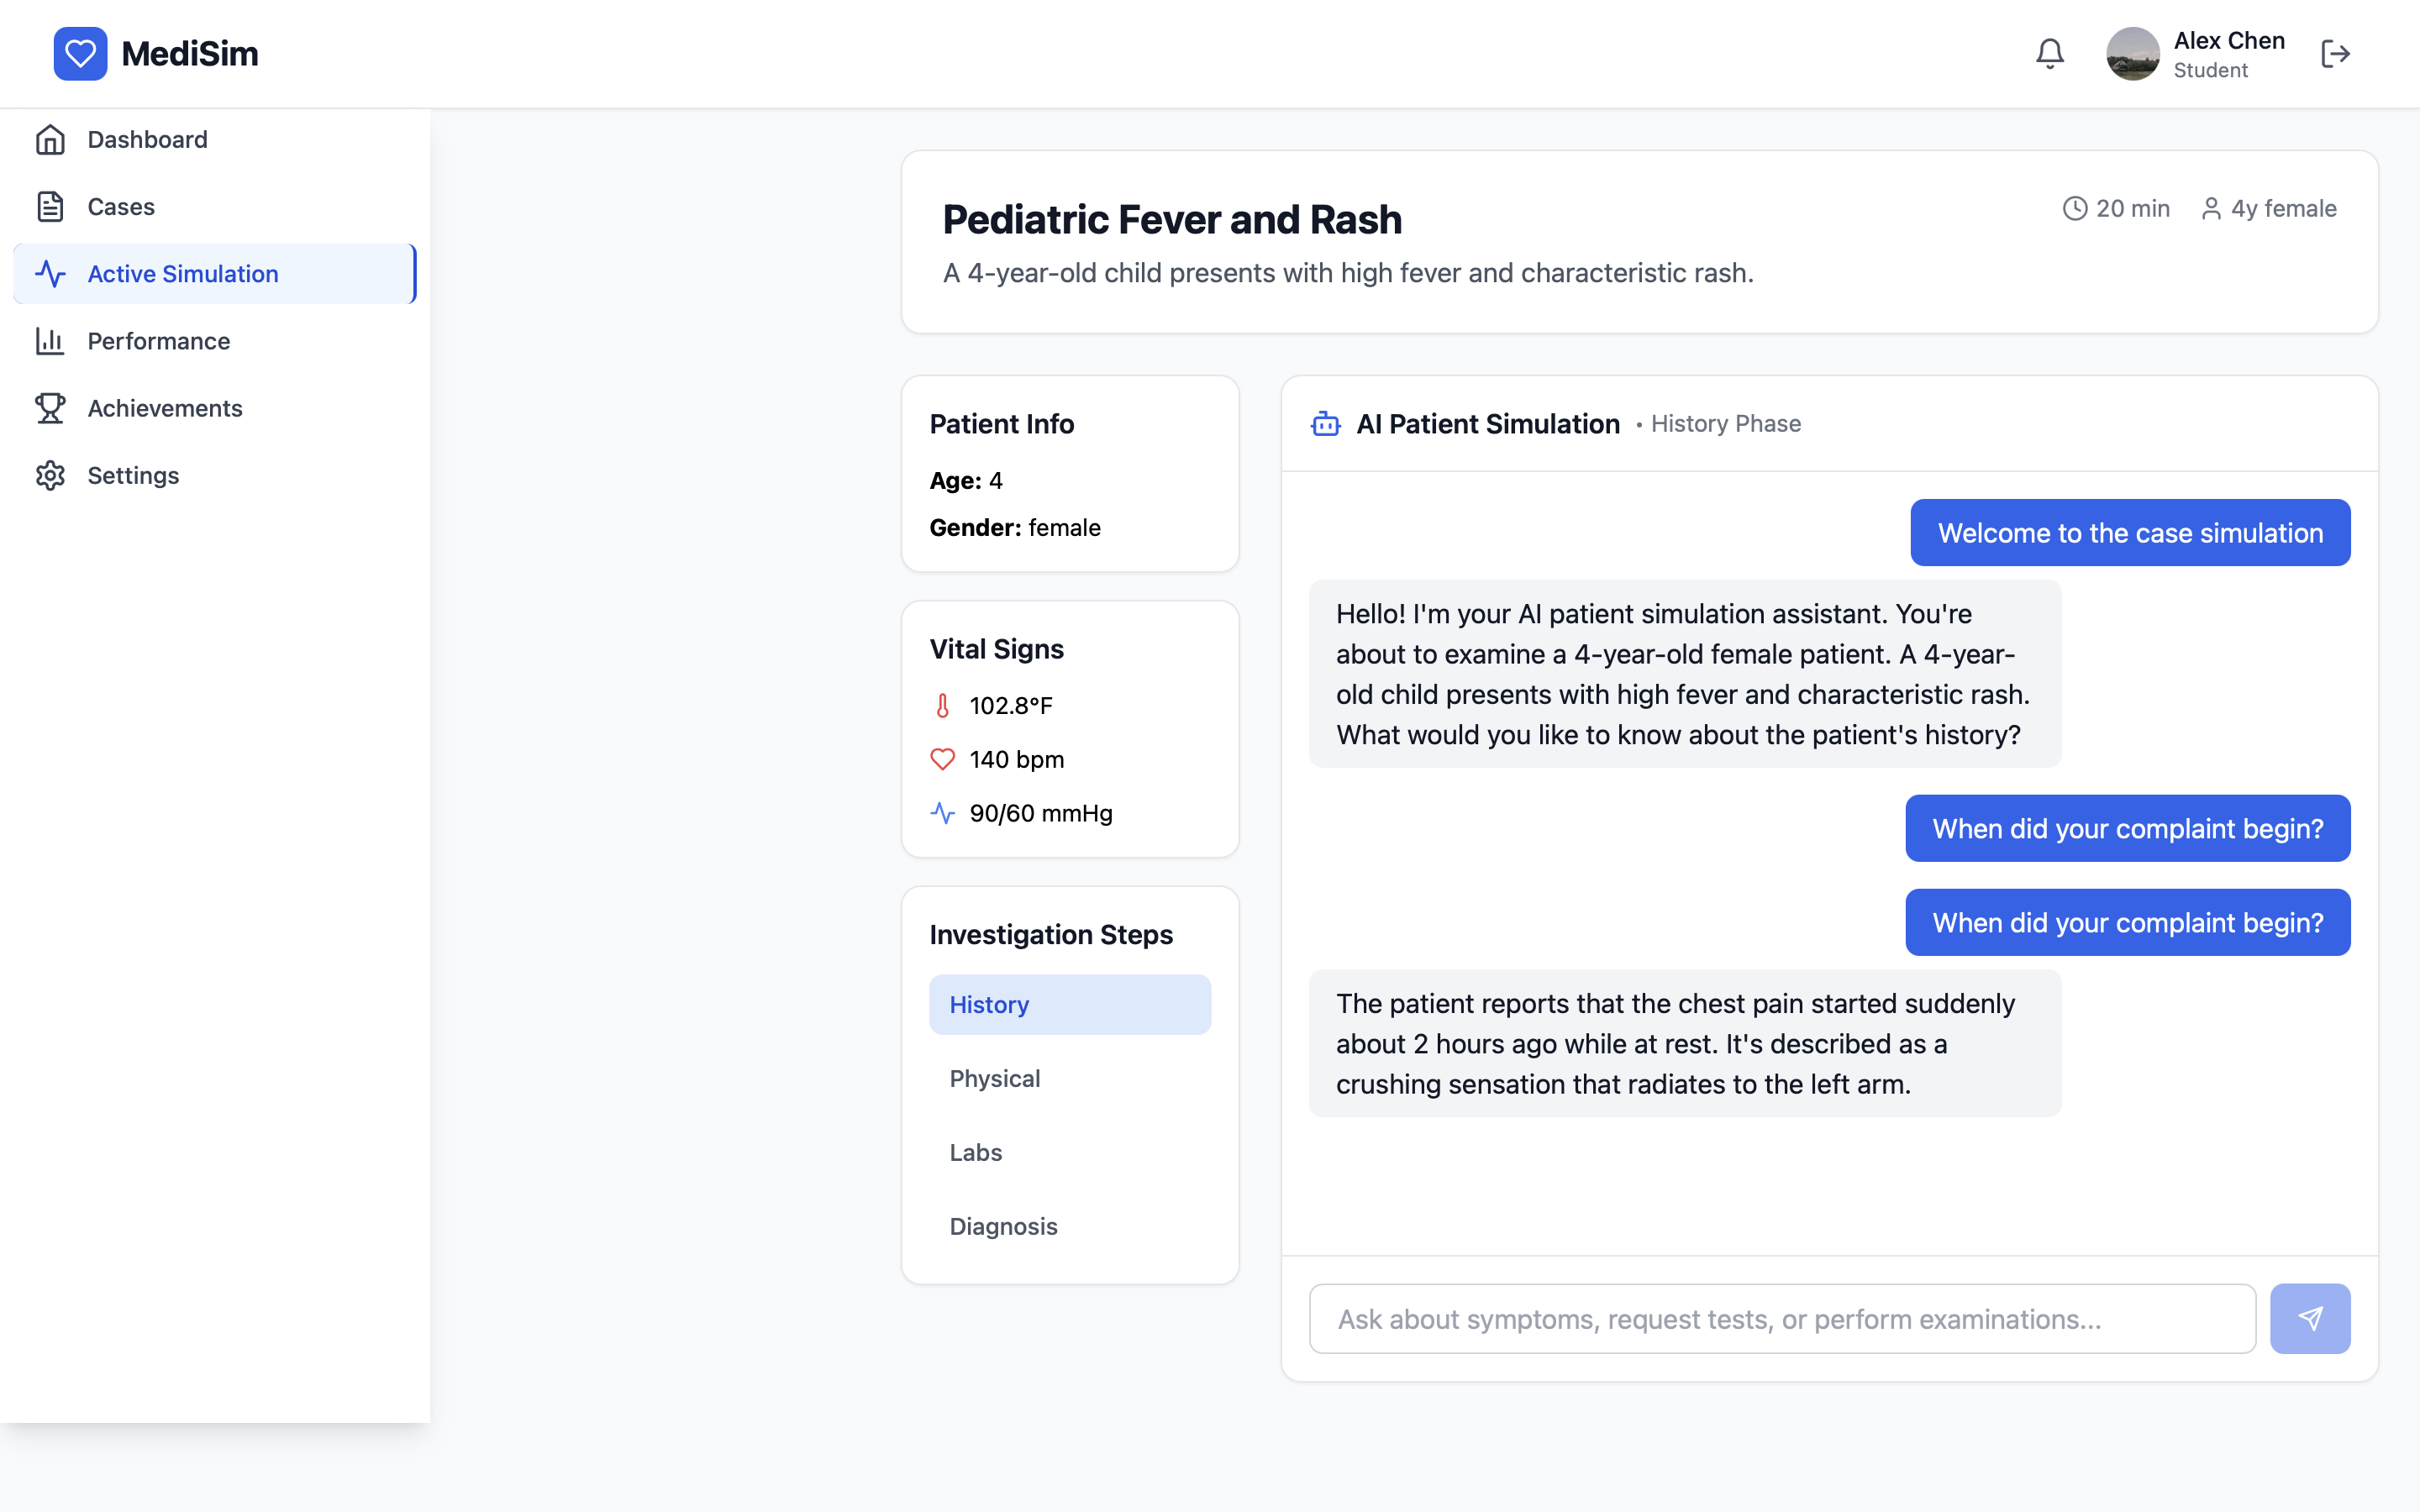 MediSim
Alex Chen
Student
Dashboard
Cases
Active Simulation
Performance
Achievements
Settings
Pediatric Fever and Rash
A 4-year-old child presents with high fever and characteristic rash.
20 min
4y female
Patient Info
Age: 4
Gender: female
Vital Signs
102.8°F
140 bpm
90/60 mmHg
Investigation Steps
History
Physical
Labs
Diagnosis
AI Patient Simulation • History Phase
Welcome to the case simulation
Hello! I'm your AI patient simulation assistant. You're
about to examine a 4-year-old female patient. A 4-year-
old child presents with high fever and characteristic rash.
What would you like to know about the patient's history?
When did your complaint begin?
When did your complaint begin?
The patient reports that the chest pain started suddenly
about 2 hours ago while at rest. It's described as a
crushing sensation that radiates to the left arm.
Ask about symptoms, request tests, or perform examinations...